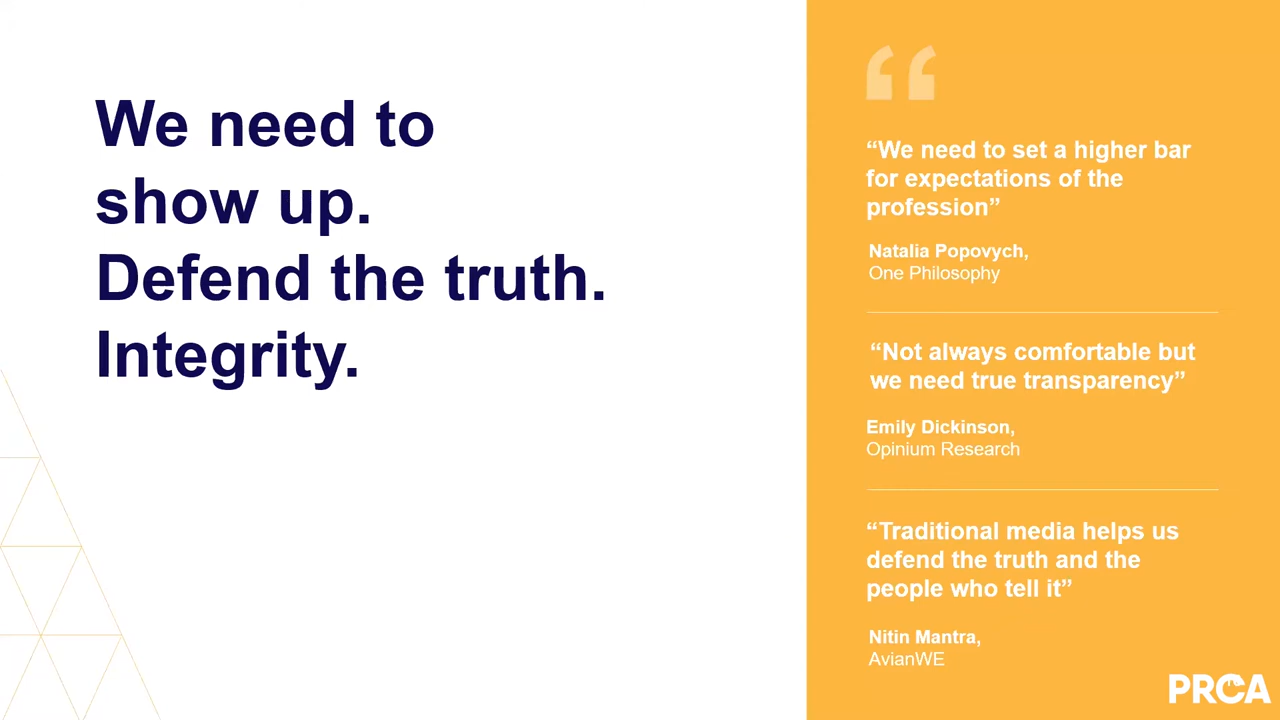 We need to
show up.
Defend the truth.
Integrity.
“We need to set a higher bar
for expectations of the
profession”
Natalia Popovych,
One Philosophy
“Not always comfortable but
we need true transparency”
Emily Dickinson,
Opinium Research
“Traditional media helps us
defend the truth and the
people who tell it”
Nitin Mantra,
AvianWE
PRCA